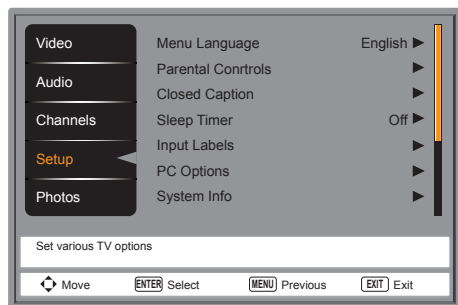 Video
Audio
Channels
Setup
Photos
Menu Language English
Parental Conrtrols
Closed Caption
Sleep Timer Off
Input Labels
PC Options
System Info
Set various TV options
Move ENTER Select MENU Previous EXIT Exit